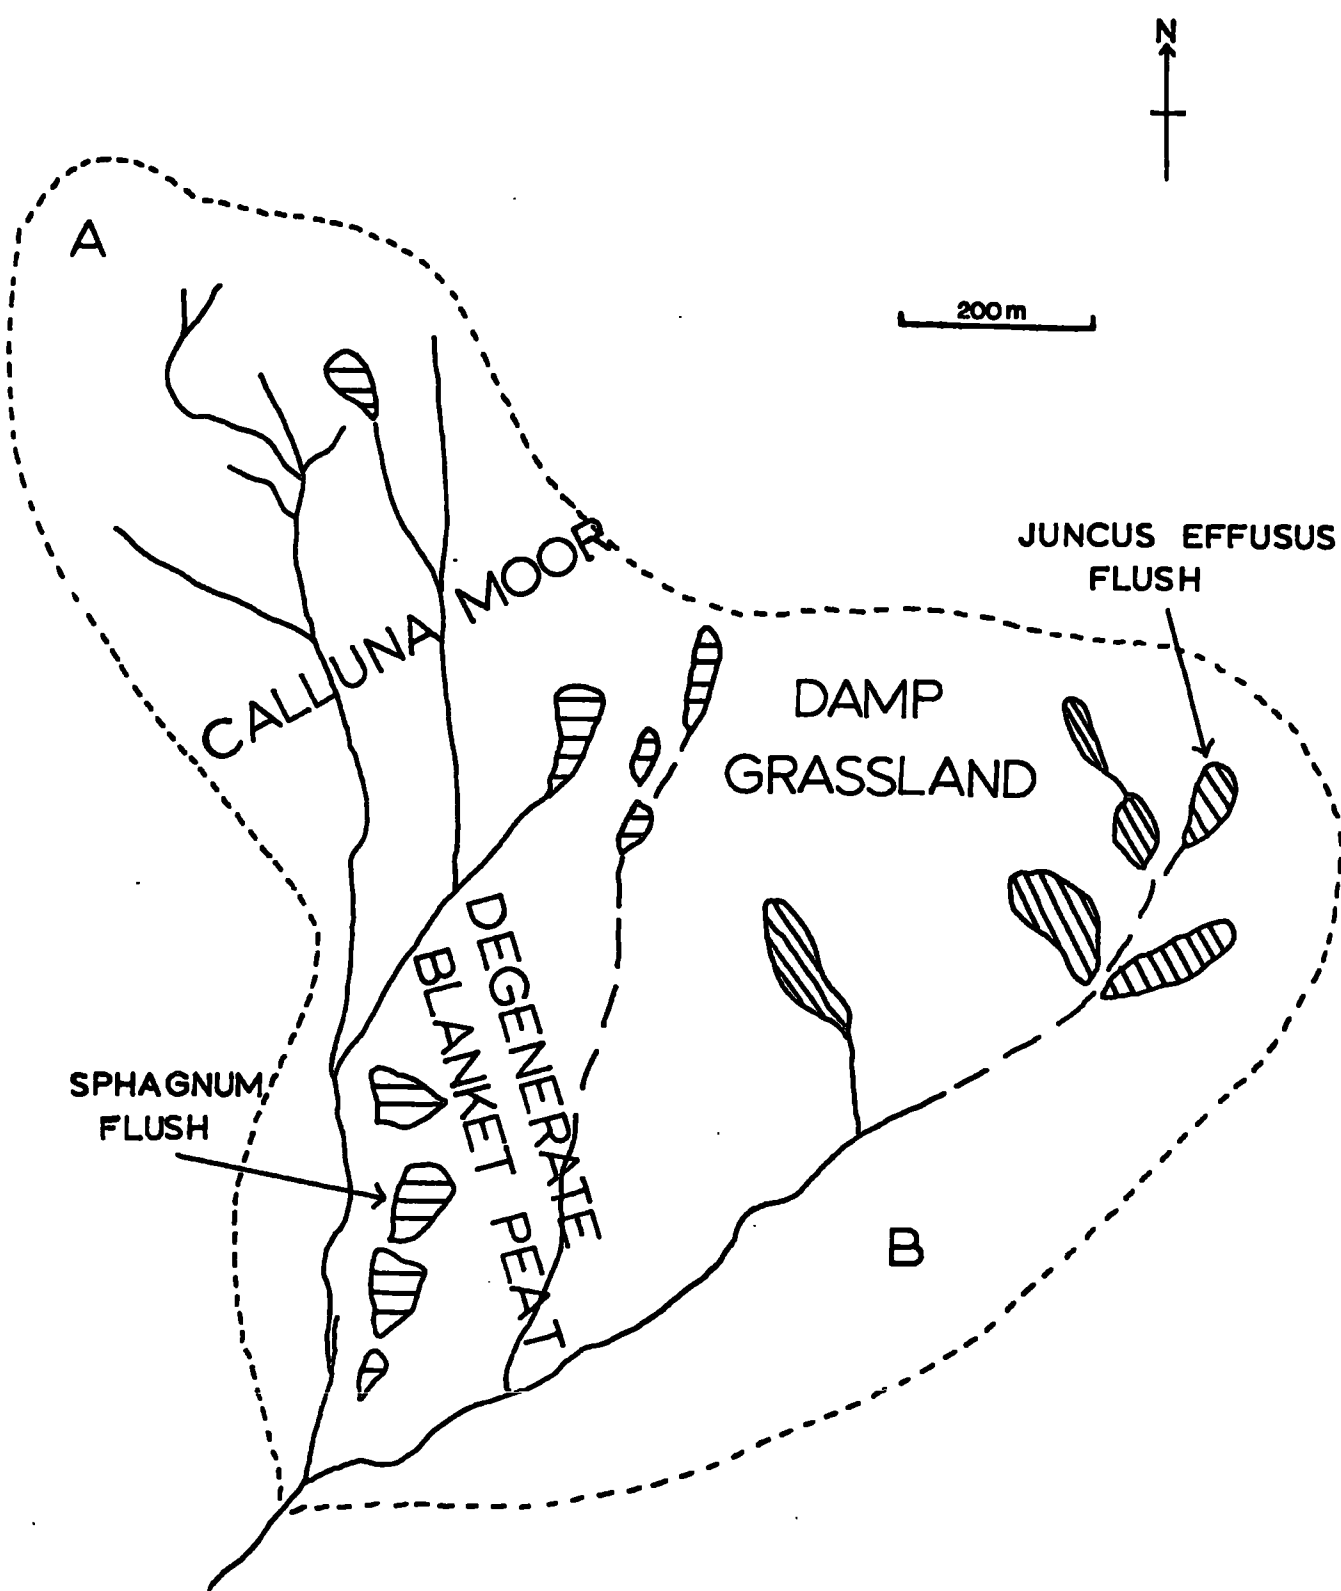 N
A
200 m
JUNCUS EFFUSUS
FLUSH
CALLUNA MOOR
DAMP
GRASSLAND
DEGENERATE
BLANKET PEAT
SPHAGNUM
FLUSH
B